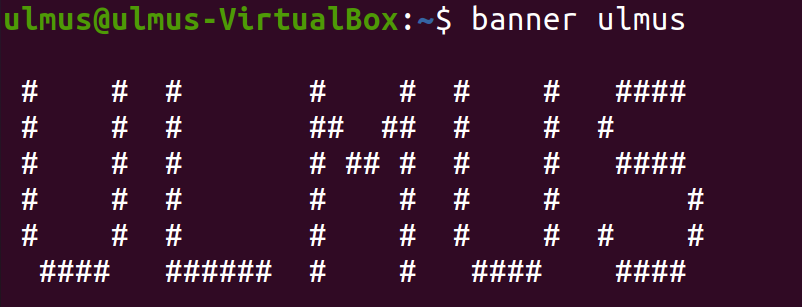 ulmus@ulmus-VirtualBox:~$ banner ulmus
 #    #  #       #    #  #    #   ####
 #    #  #       ##  ##  #    #  #
 #    #  #       # ## #  #    #   ####
 #    #  #       #    #  #    #       #
 #    #  #       #    #  #    #  #    #
  ####   ######  #    #   ####    ####